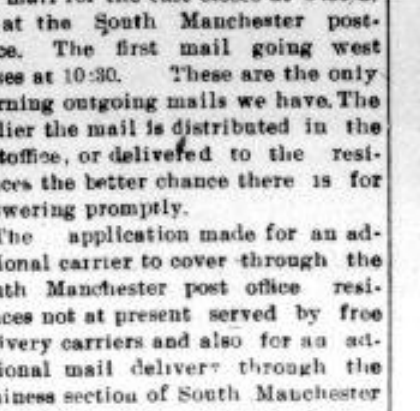 at the South Manchester post-
ce. The first mail going west
ses at 10:30. These are the only
rning outgoing mails we have. The
lier the mail is distributed in the
toffice, or delivered to the resi-
ces the better chance there is for
wering promptly.
The application made for an ad-
ional carrier to cover through the
th Manchester post office resi-
ces not at present served by free
ivery carriers and also for an ad-
ional mail delivery through the
iness section of South Manchester